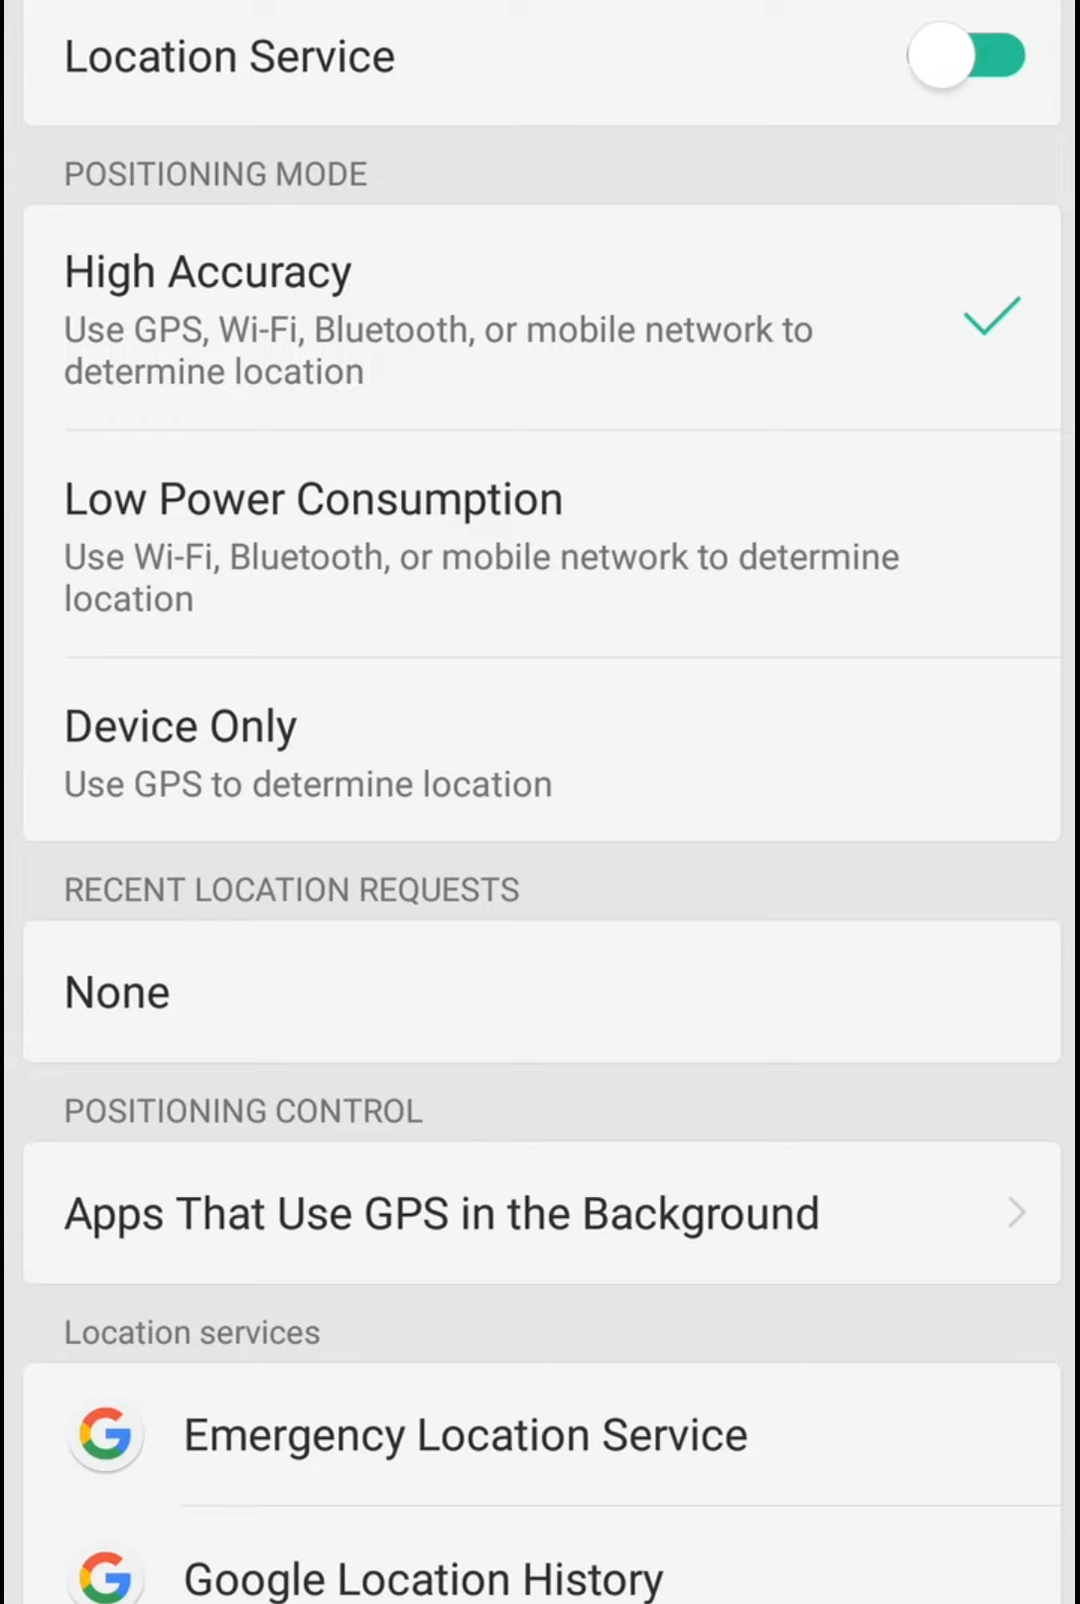 Location Service
POSITIONING MODE
High Accuracy
Use GPS, Wi-Fi, Bluetooth, or mobile network to
determine location
Low Power Consumption
Use Wi-Fi, Bluetooth, or mobile network to determine
location
Device Only
Use GPS to determine location
RECENT LOCATION REQUESTS
None
POSITIONING CONTROL
Apps That Use GPS in the Background
Location services
Emergency Location Service
Google Location History